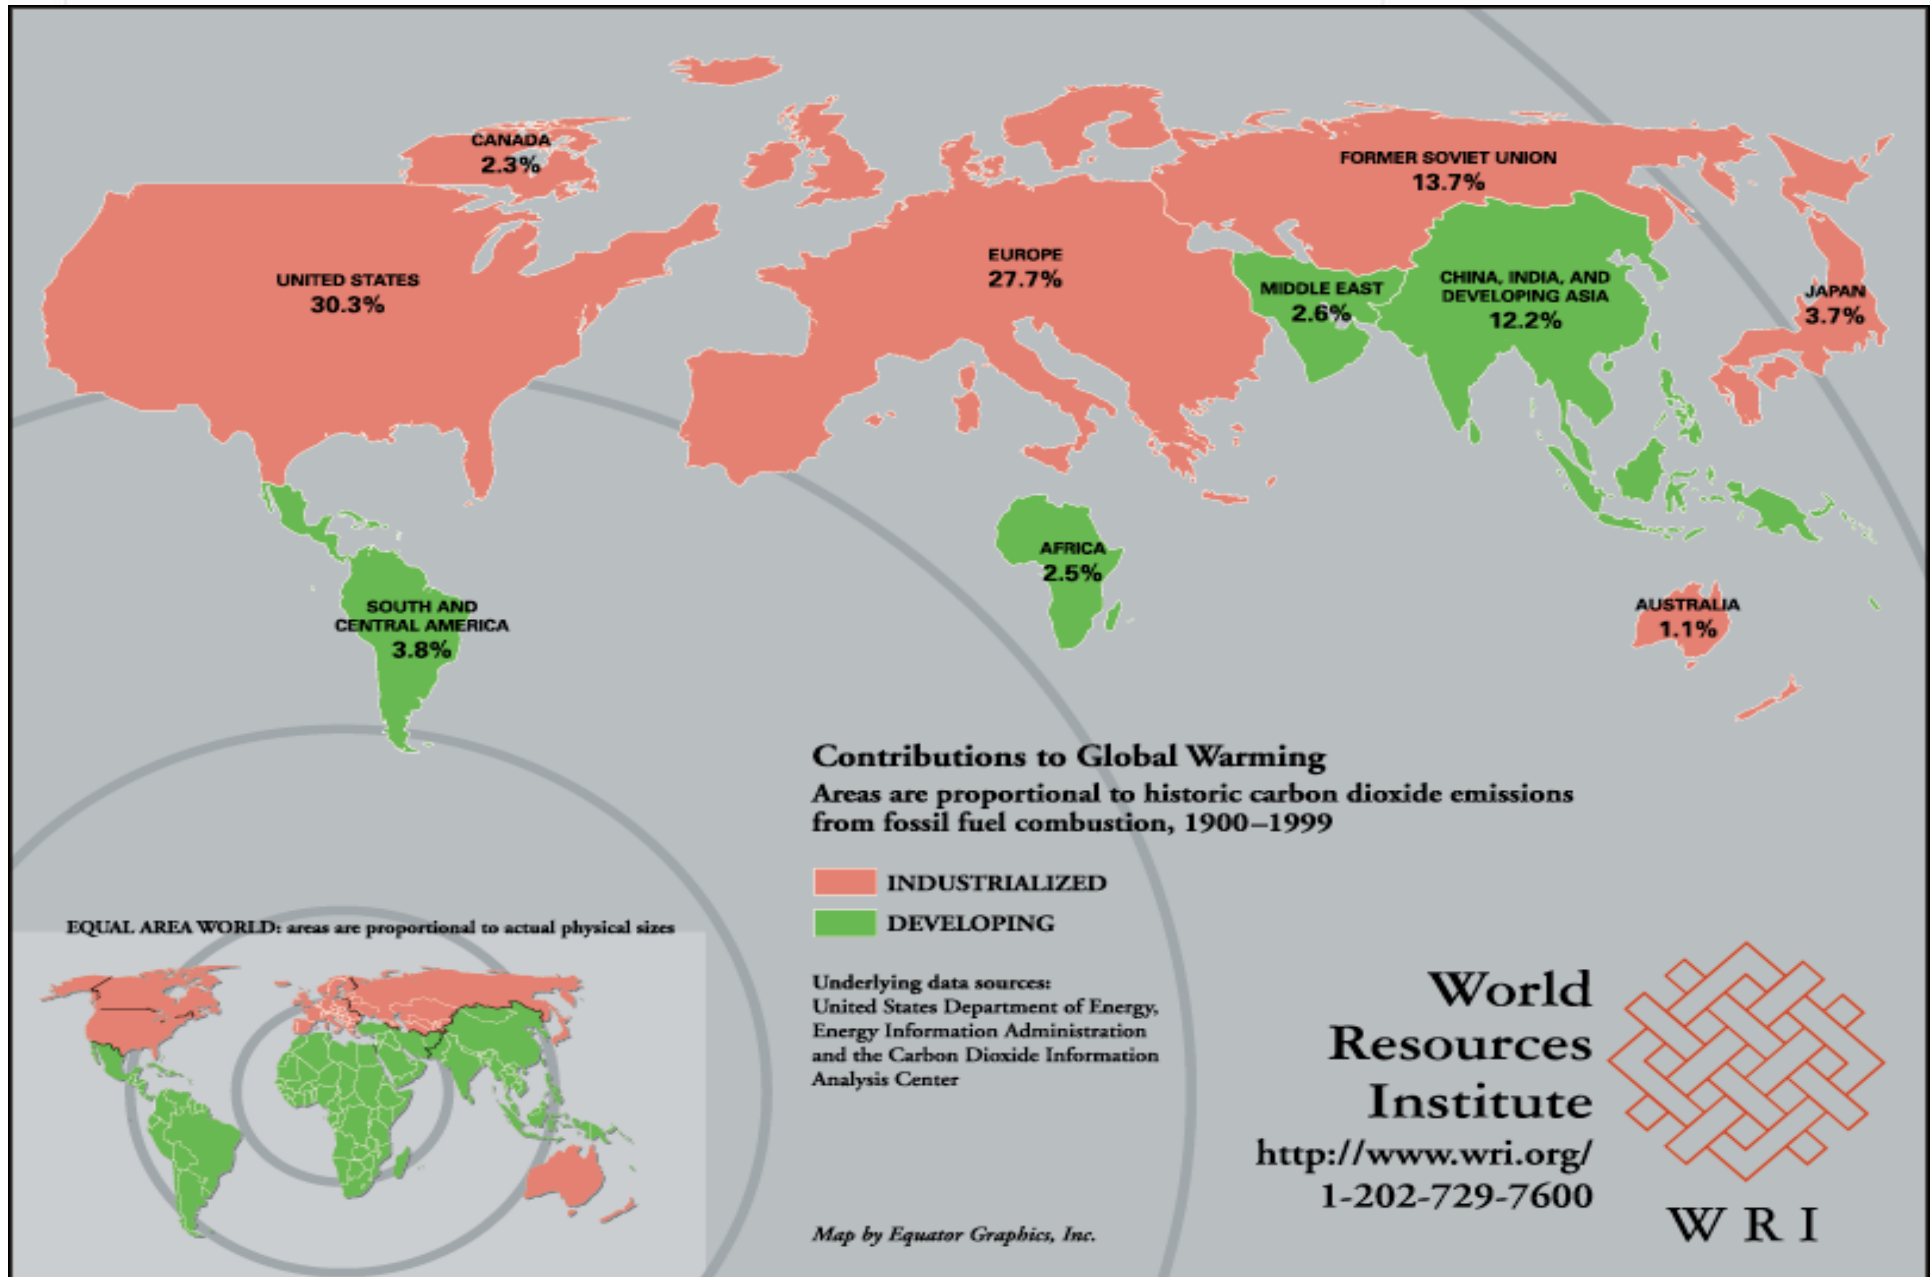 CANADA
2.3%
FORMER SOVIET UNION
13.7%
UNITED STATES
30.3%
EUROPE
27.7%
MIDDLE EAST
2.6%
CHINA, INDIA, AND
DEVELOPING ASIA
12.2%
JAPAN
3.7%
AFRICA
2.5%
SOUTH AND
CENTRAL AMERICA
3.8%
AUSTRALIA
1.1%
Contributions to Global Warming
Areas are proportional to historic carbon dioxide emissions
from fossil fuel combustion, 1900–1999
INDUSTRIALIZED
DEVELOPING
EQUAL AREA WORLD: areas are proportional to actual physical sizes
Underlying data sources:
United States Department of Energy,
Energy Information Administration
and the Carbon Dioxide Information
Analysis Center
Map by Equator Graphics, Inc.
World
Resources
Institute
http://www.wri.org/
1-202-729-7600
W R I